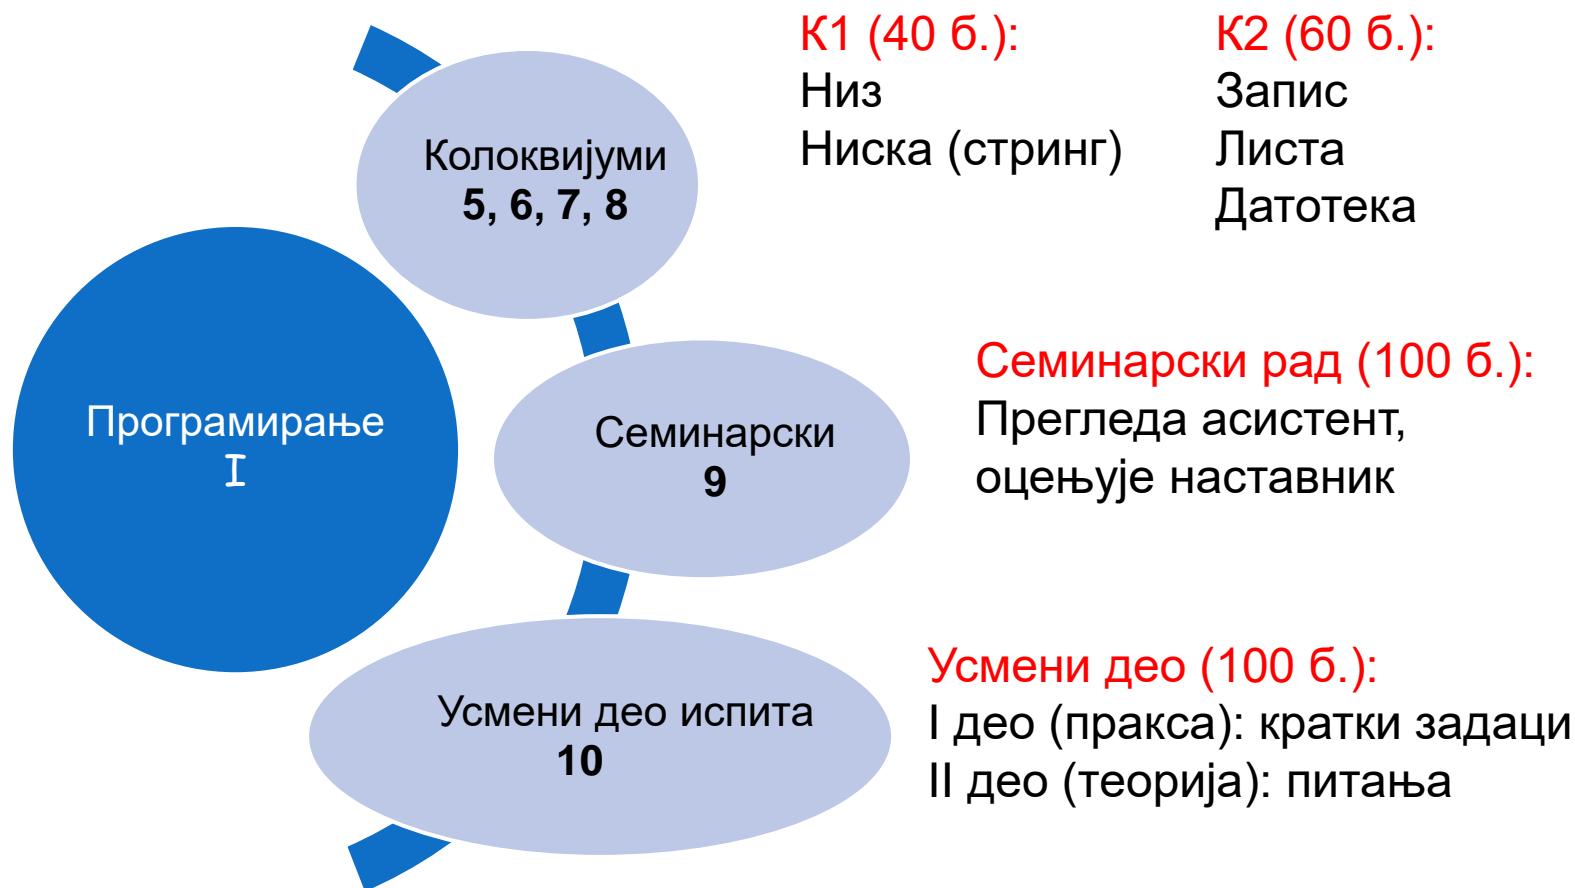 Програмирање
I
Колоквијуми
5, 6, 7, 8
К1 (40 б.):
Низ
Ниска (стринг)
К2 (60 б.):
Запис
Листа
Датотека
Семинарски
9
Семинарски рад (100 б.):
Прегледа асистент,
оцењује наставник
Усмени део испита
10
Усмени део (100 б.):
I део (пракса): кратки задаци
II део (теорија): питања